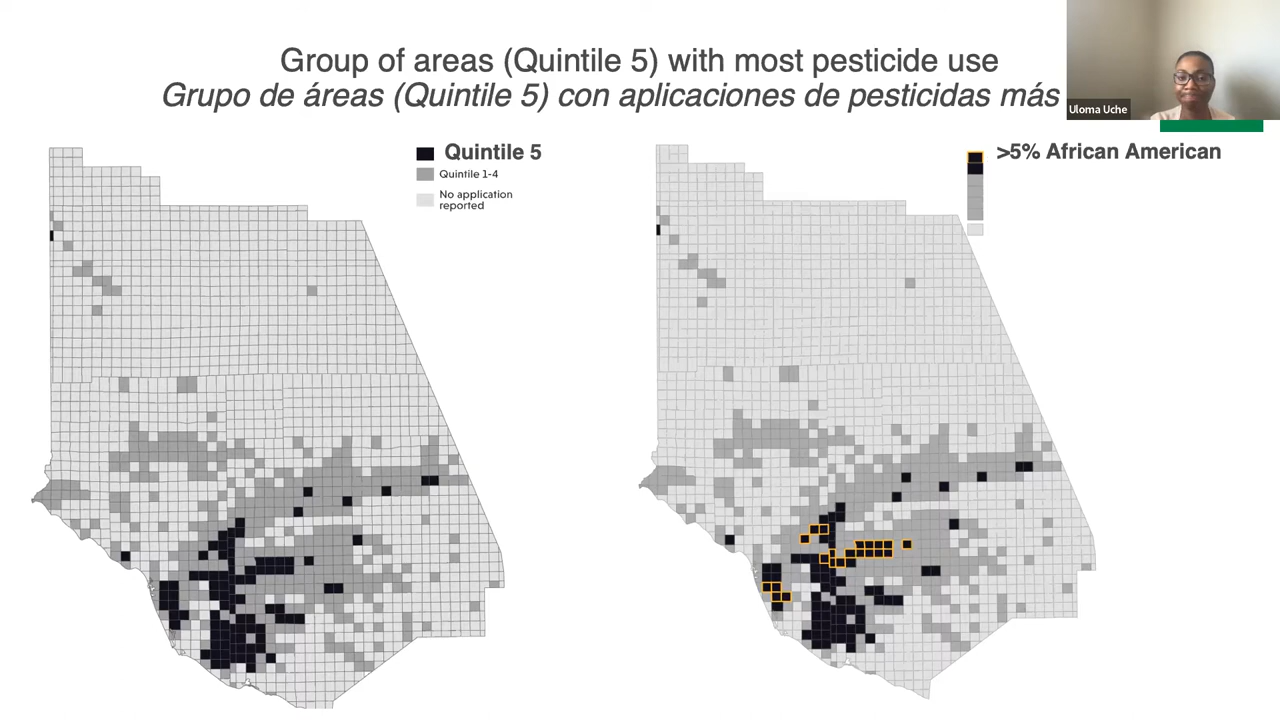 Group of areas (Quintile 5) with most pesticide use
Grupo de áreas (Quintile 5) con aplicaciones de pesticidas más
Uloma Uche
Quintile 5
Quintile 1-4
No application
reported
>5% African American